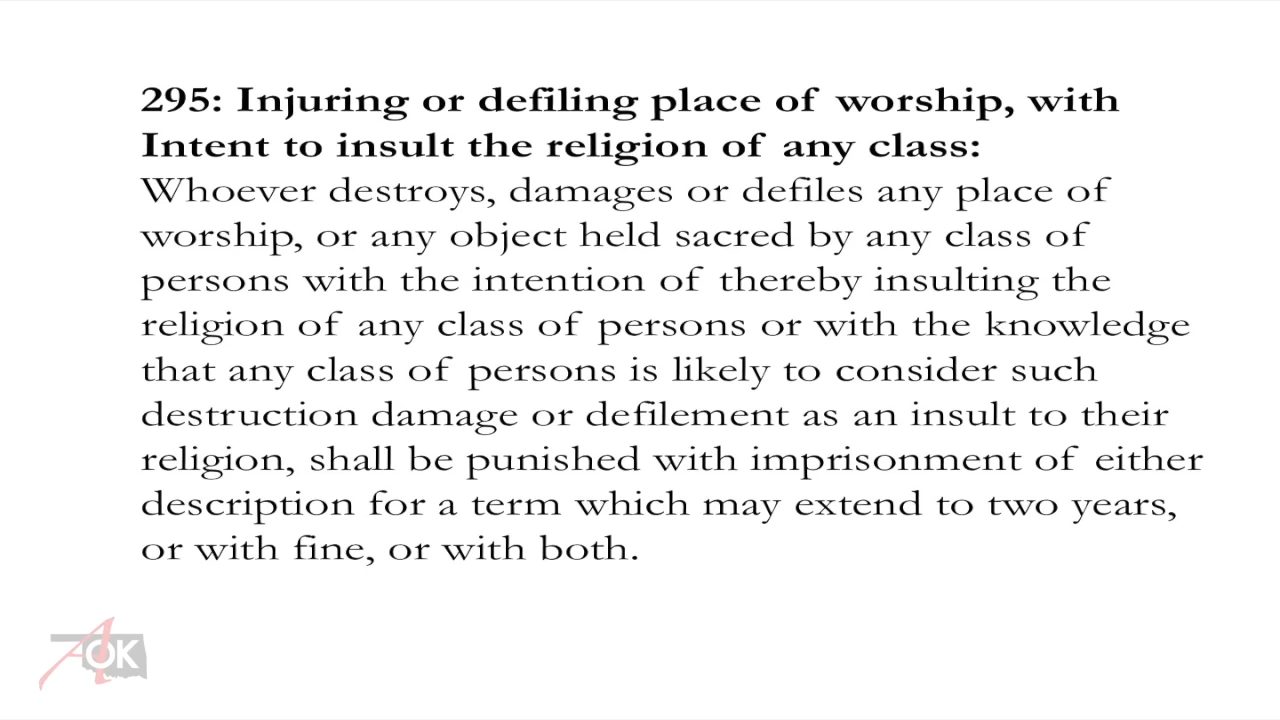 295: Injuring or defiling place of worship, with
Intent to insult the religion of any class:
Whoever destroys, damages or defiles any place of
worship, or any object held sacred by any class of
persons with the intention of thereby insulting the
religion of any class of persons or with the knowledge
that any class of persons is likely to consider such
destruction damage or defilement as an insult to their
religion, shall be punished with imprisonment of either
description for a term which may extend to two years,
or with fine, or with both.
A OK